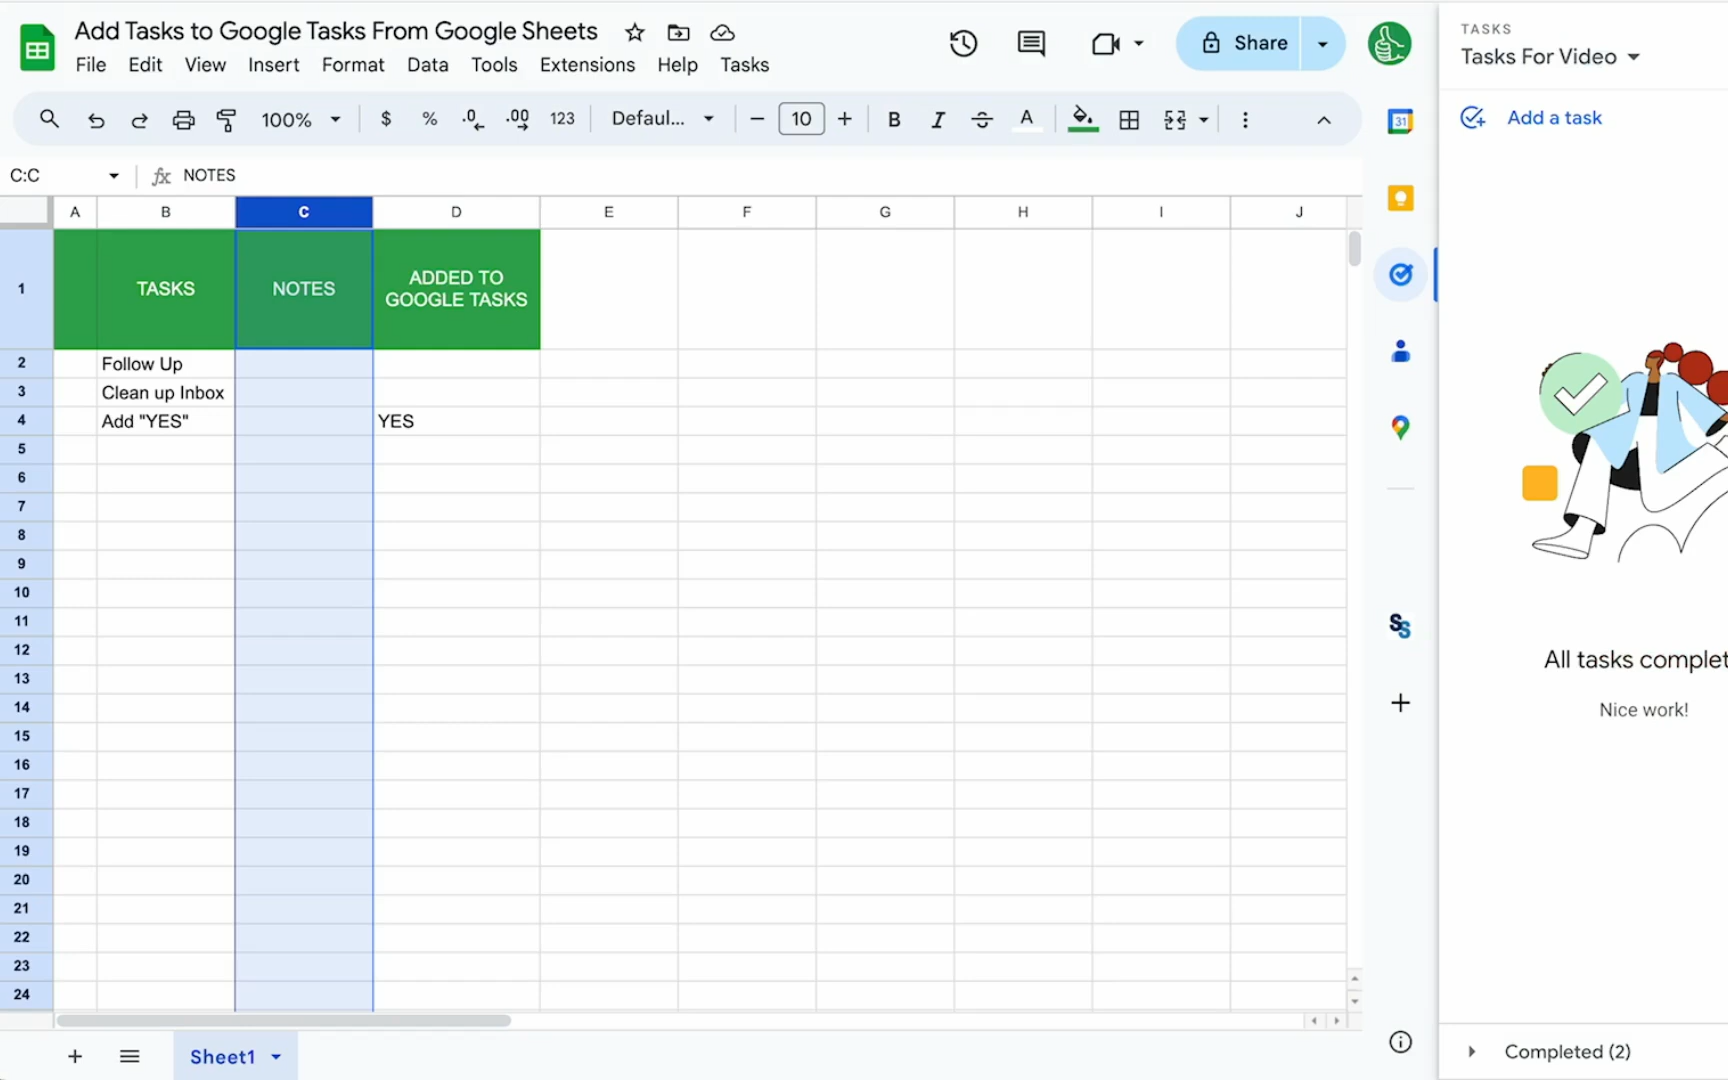 Add Tasks to Google Tasks From Google Sheets
File Edit View Insert Format Data Tools Extensions Help Tasks
Share
TASKS
Tasks For Video
100% $ % .0 .00 123 Defaul... − 10 + B I S A
Add a task
31
C:C fx NOTES
A B C D E F G H I J
1 TASKS NOTES ADDED TO
GOOGLE TASKS
2 Follow Up
3 Clean up Inbox
4 Add "YES" YES
5
6
7
8
9
10
11
12
13
14
15
16
17
18
19
20
21
22
23
24
SS
All tasks complet
Nice work!
Sheet1
Completed (2)